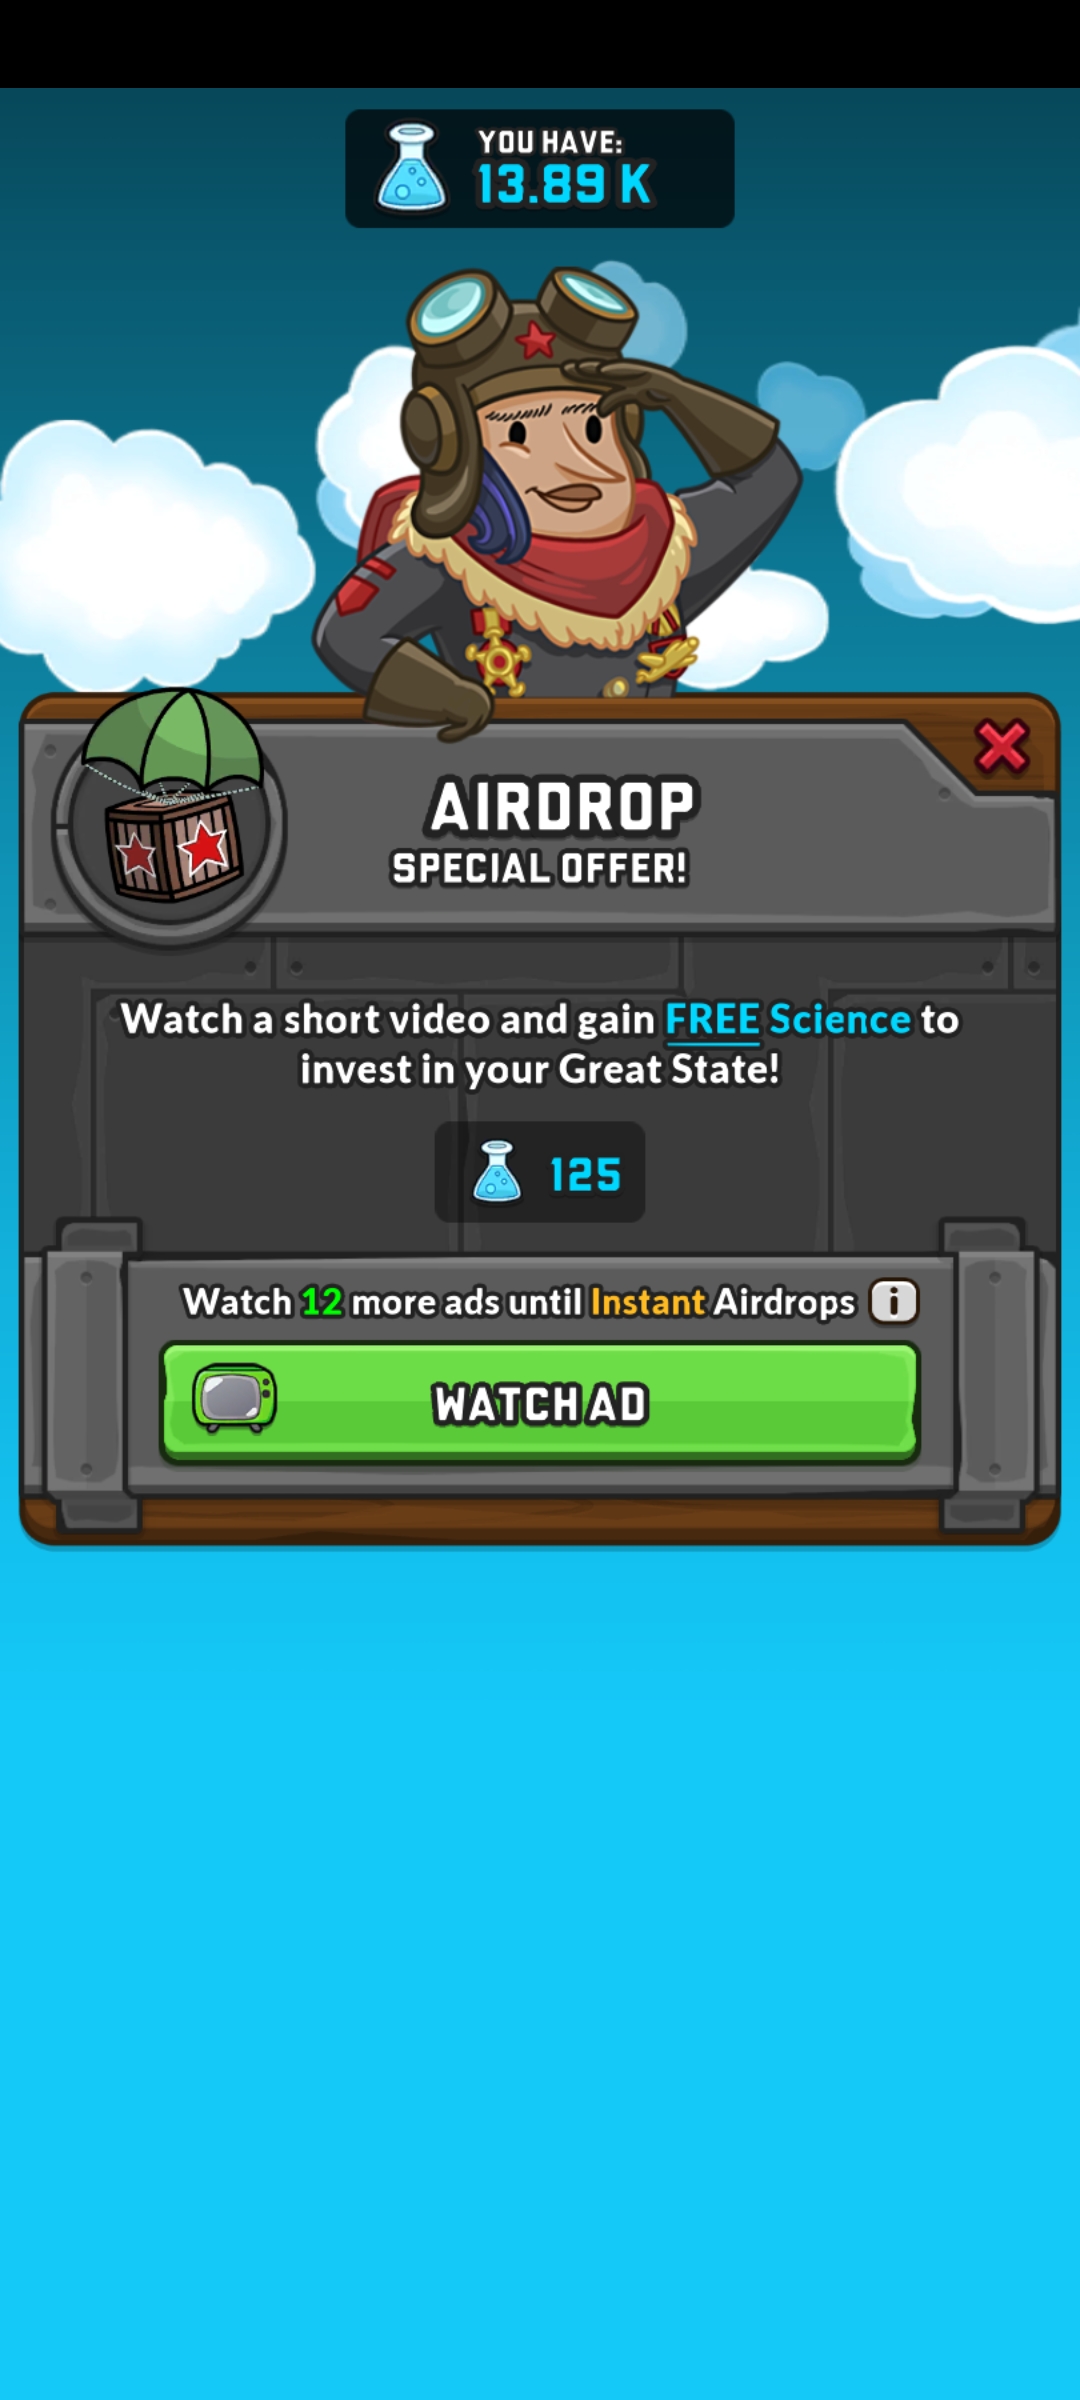 YOU HAVE:
13.89 K
AIRDROP
SPECIAL OFFER!
Watch a short video and gain FREE Science to
invest in your Great State!
125
Watch 12 more ads until Instant Airdrops i
WATCH AD